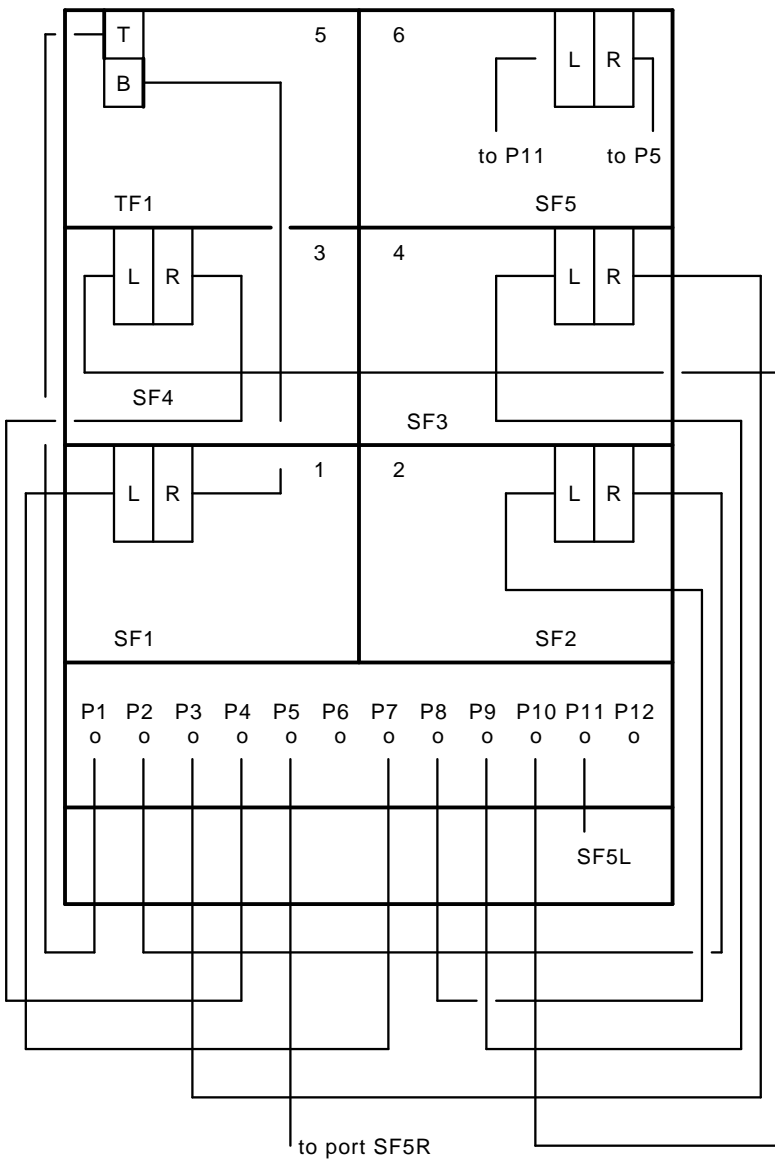 T 5 6 L R
B
to P11 to P5
TF1 SF5
3 4
L R L R
SF4
SF3
1 2
L R L R
SF1 SF2
P1 P2 P3 P4 P5 P6 P7 P8 P9 P10 P11 P12
o o o o o o o o o o o o
SF5L
to port SF5R